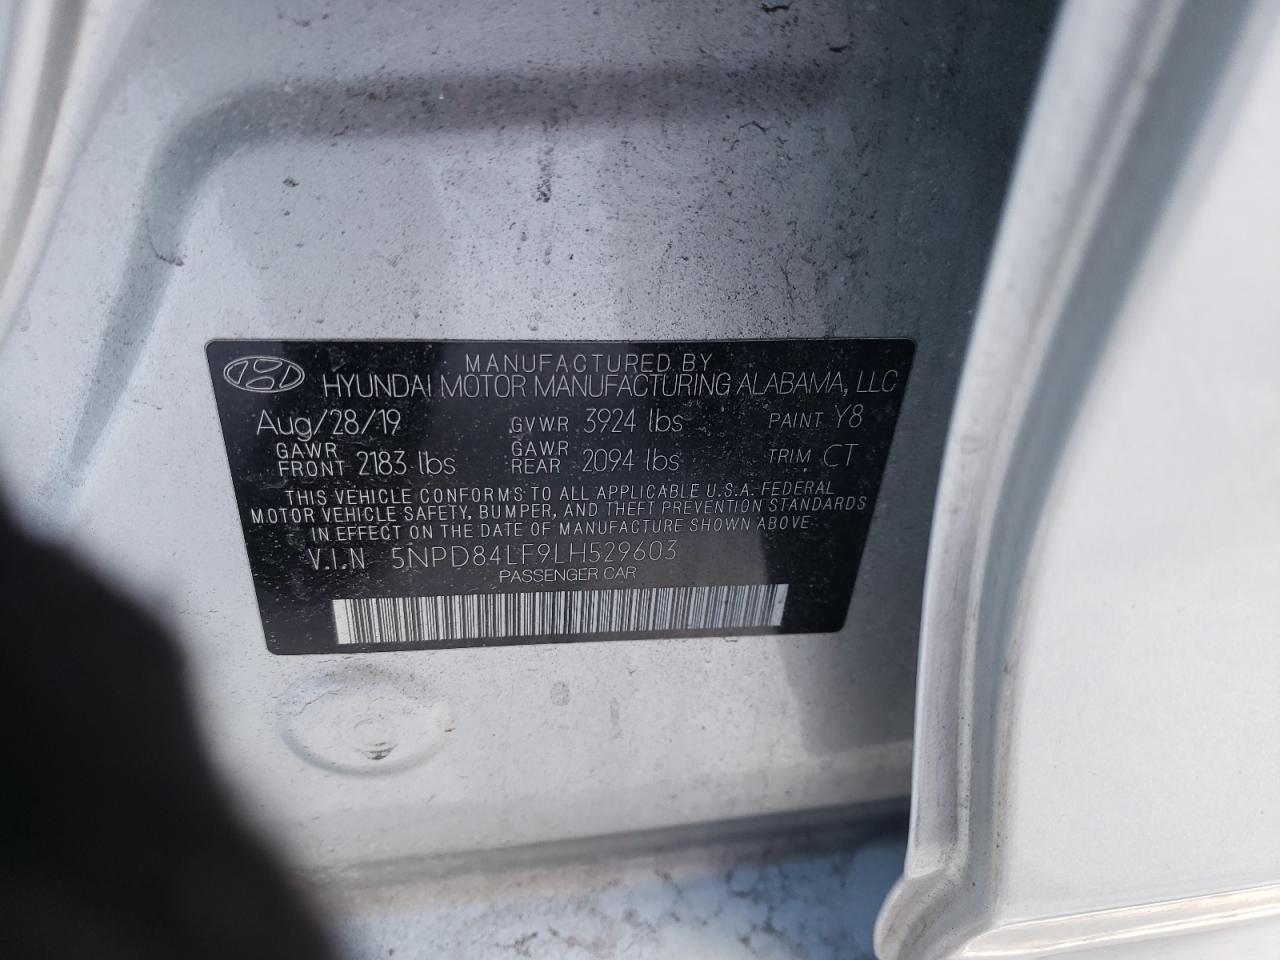 MANUFACTURED BY
HYUNDAI MOTOR MANUFACTURING ALABAMA, LLC
Aug/28/19 GVWR 3924 lbs PAINT Y8
GAWR FRONT 2183 lbs GAWR REAR 2094 lbs TRIM CT
THIS VEHICLE CONFORMS TO ALL APPLICABLE U.S.A. FEDERAL
MOTOR VEHICLE SAFETY, BUMPER, AND THEFT PREVENTION STANDARDS
IN EFFECT ON THE DATE OF MANUFACTURE SHOWN ABOVE
V.I.N 5NPD84LF9LH529603
PASSENGER CAR